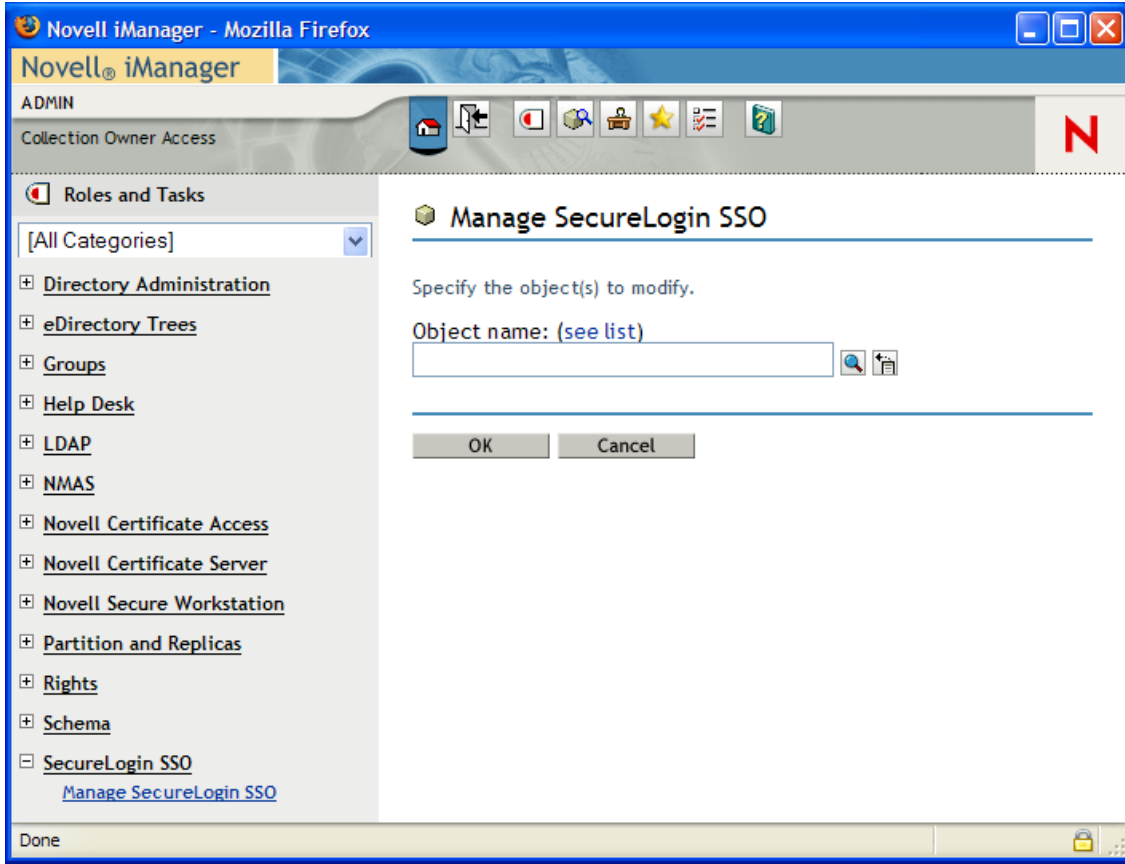 Novell iManager - Mozilla Firefox
Novell® iManager
ADMIN
Collection Owner Access
N
Roles and Tasks
[All Categories]
Directory Administration
eDirectory Trees
Groups
Help Desk
LDAP
NMAS
Novell Certificate Access
Novell Certificate Server
Novell Secure Workstation
Partition and Replicas
Rights
Schema
SecureLogin SSO
Manage SecureLogin SSO
Manage SecureLogin SSO
Specify the object(s) to modify.
Object name: (see list)
OK Cancel
Done